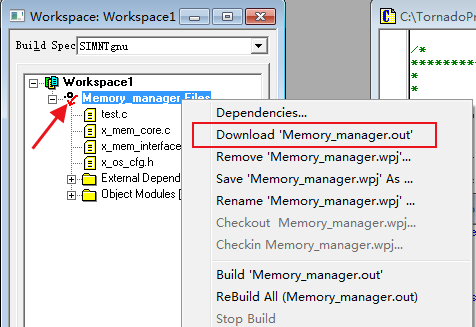 Workspace: Workspace1
C:\TornadoPr
Build Spec SIMNTgnu
/*
Workspace1
Memory_manager Files
test.c
x_mem_core.c
x_mem_interface
x_os_cfg.h
External Depend
Object Modules [
Dependencies...
Download 'Memory_manager.out'
Remove 'Memory_manager.wpj'...
Save 'Memory_manager.wpj' As ...
Rename 'Memory_manager.wpj' ...
Checkout Memory_manager.wpj...
Checkin Memory_manager.wpj...
Build 'Memory_manager.out'
ReBuild All (Memory_manager.out)
Stop Build